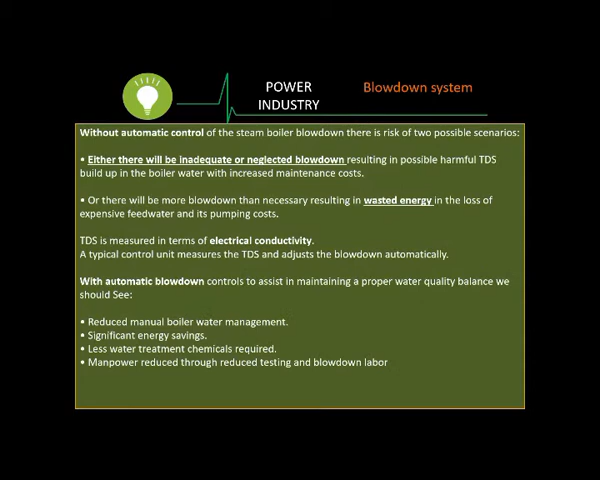 POWER
INDUSTRY
Blowdown system
Without automatic control of the steam boiler blowdown there is risk of two possible scenarios:
• Either there will be inadequate or neglected blowdown resulting in possible harmful TDS
build up in the boiler water with increased maintenance costs.
• Or there will be more blowdown than necessary resulting in wasted energy in the loss of
expensive feedwater and its pumping costs.
TDS is measured in terms of electrical conductivity.
A typical control unit measures the TDS and adjusts the blowdown automatically.
With automatic blowdown controls to assist in maintaining a proper water quality balance we
should See:
• Reduced manual boiler water management.
• Significant energy savings.
• Less water treatment chemicals required.
• Manpower reduced through reduced testing and blowdown labor